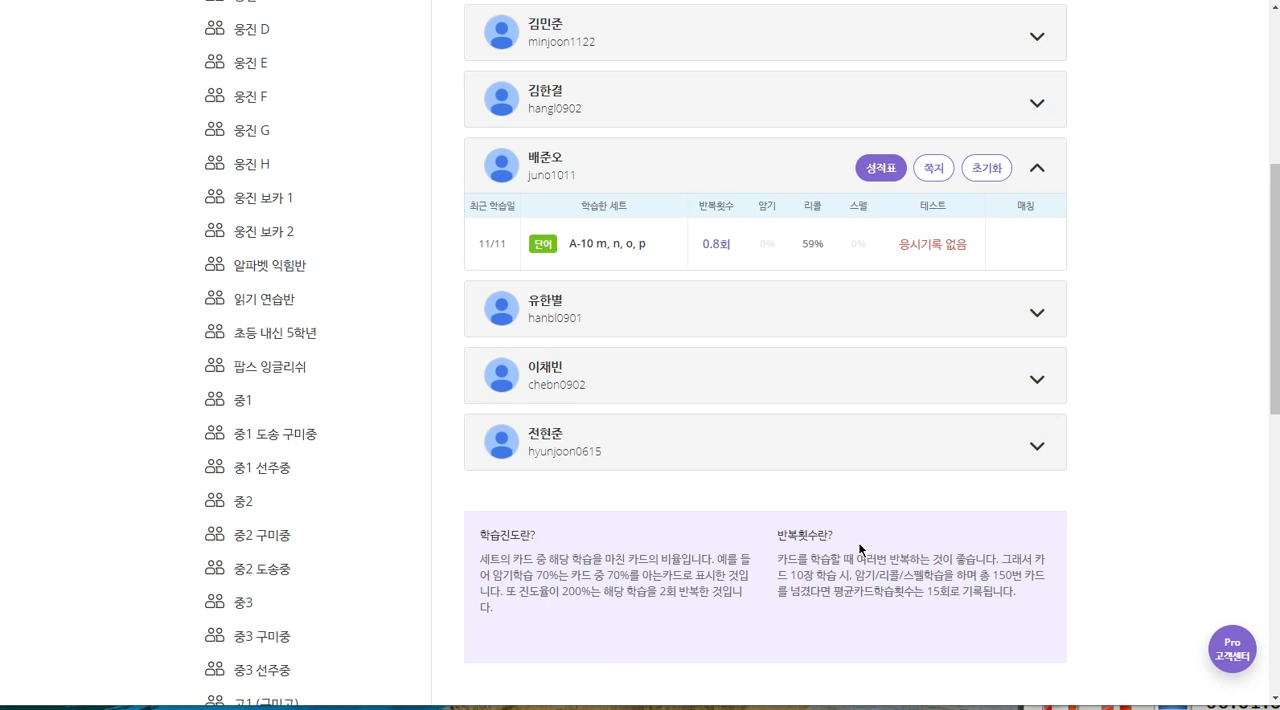 웅진 D
웅진 E
웅진 F
웅진 G
웅진 H
웅진 보카 1
웅진 보카 2
알파벳 익힘반
읽기 연습반
초등 내신 5학년
팝스 잉글리쉬
중1
중1 도송 구미중
중1 선주중
중2
중2 구미중
중2 도송중
중3
중3 구미중
중3 선주중
고1 (구미고)
김민준
minjoon1122
김한결
hangl0902
배준오
juno1011
성적표 쪽지 초기화
최근 학습일 학습한 세트 반복횟수 암기 리콜 스펠 테스트 매칭
11/11 단어 A-10 m, n, o, p 0.8회 0% 59% 0% 응시기록 없음
유한별
hanbl0901
이채빈
chebn0902
전현준
hyunjoon0615
학습진도란?
세트의 카드 중 해당 학습을 마친 카드의 비율입니다. 예를 들
어 암기학습 70%는 카드 중 70%를 아는카드로 표시한 것입
니다. 또 진도율이 200%는 해당 학습을 2회 반복한 것입니
다.
반복횟수란?
카드를 학습할 때 여러번 반복하는 것이 좋습니다. 그래서 카
드 10장 학습 시, 암기/리콜/스펠학습을 하며 총 150번 카드
를 넘겼다면 평균카드학습횟수는 15회로 기록됩니다.
Pro
고객센터